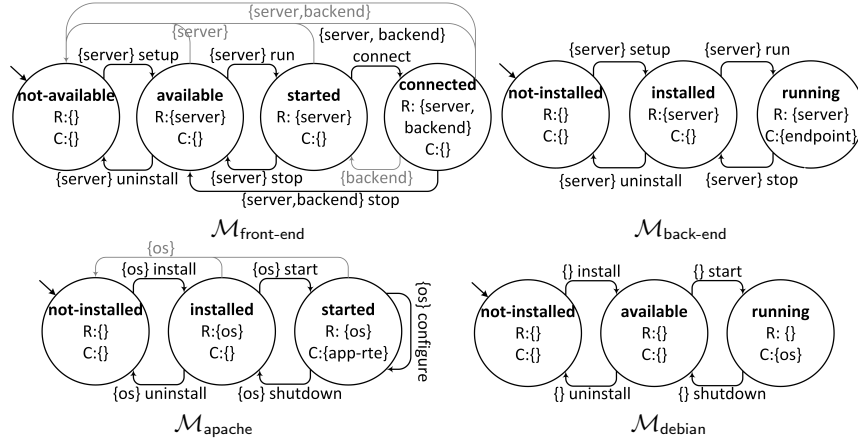 {server,backend}
{server}
{server} setup
{server} run
{server, backend}
connect
not-available
R:{}
C:{}
available
R:{server}
C:{}
started
R: {server}
C:{}
connected
R: {server,
backend}
C:{}
{server} uninstall
{server} stop
{backend}
{server,backend} stop
M front-end
{server} setup
{server} run
not-installed
R:{}
C:{}
installed
R:{server}
C:{}
running
R: {server}
C:{endpoint}
{server} uninstall
{server} stop
M back-end
{os}
{os} install
{os} start
not-installed
R:{}
C:{}
installed
R:{os}
C:{}
started
R: {os}
C:{app-rte}
{os} configure
{os} uninstall
{os} shutdown
M apache
{} install
{} start
not-installed
R:{}
C:{}
available
R:{}
C:{}
running
R: {}
C:{os}
{} uninstall
{} shutdown
M debian